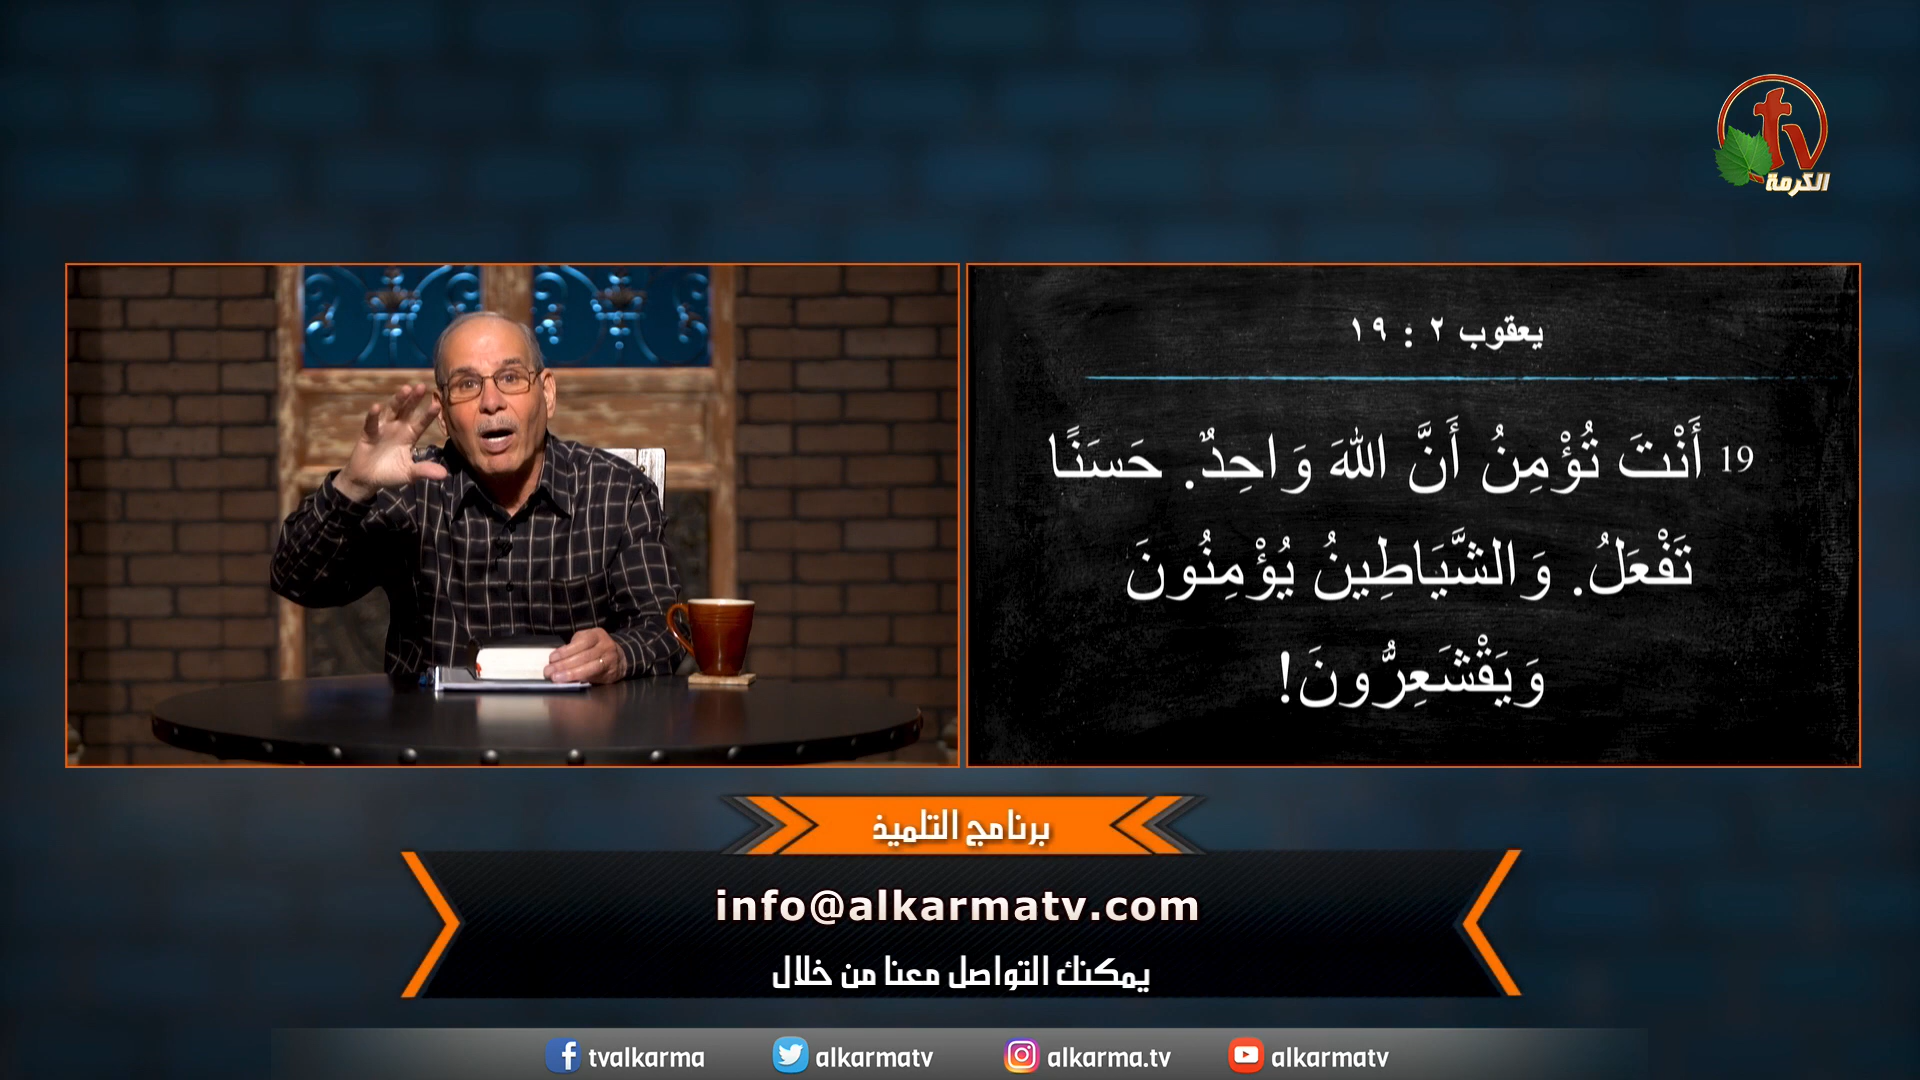 tv
الكرمة
يعقوب ٢ : ١٩
19 أَنْتَ تُؤْمِنُ أَنَّ اللهَ وَاحِدٌ. حَسَنًا
تَفْعَلُ. وَالشَّيَاطِينُ يُؤْمِنُونَ
وَيَقْشَعِرُّونَ!
برنامج التلميذ
info@alkarmatv.com
يمكنك التواصل معنا من خلال
tvalkarma alkarmatv alkarma.tv alkarmatv